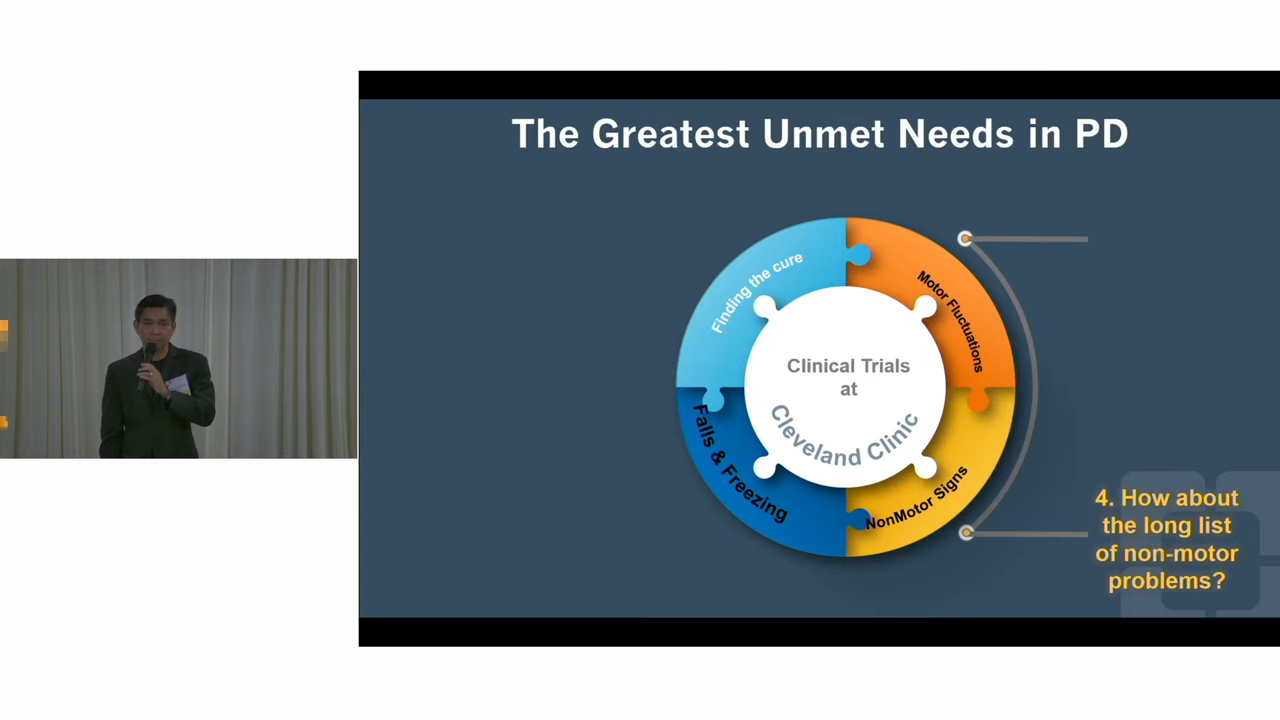 The Greatest Unmet Needs in PD
Finding the cure
Motor Fluctuations
Clinical Trials
at
Cleveland Clinic
Falls & Freezing
NonMotor Signs
4. How about
the long list
of non-motor
problems?